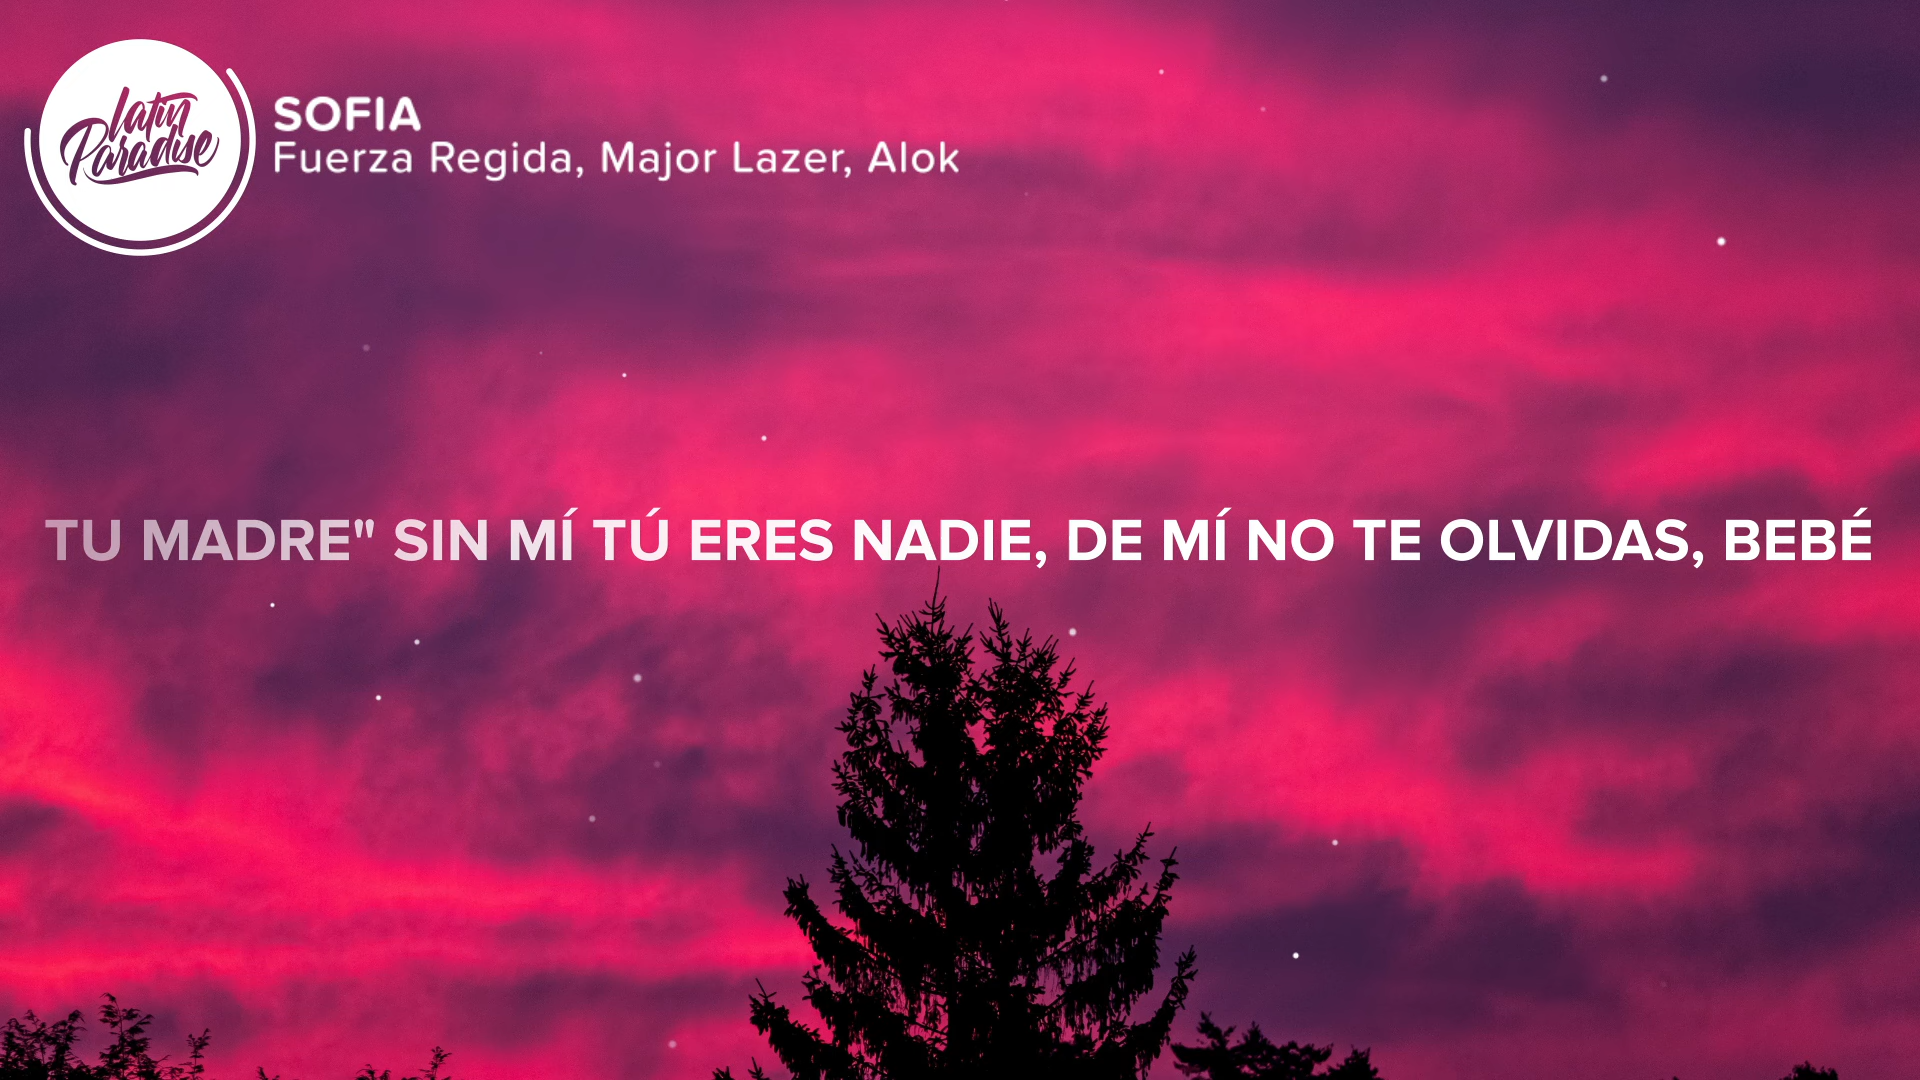 latin
Paradise
SOFIA
Fuerza Regida, Major Lazer, Alok
TU MADRE" SIN MÍ TÚ ERES NADIE, DE MÍ NO TE OLVIDAS, BEBÉ